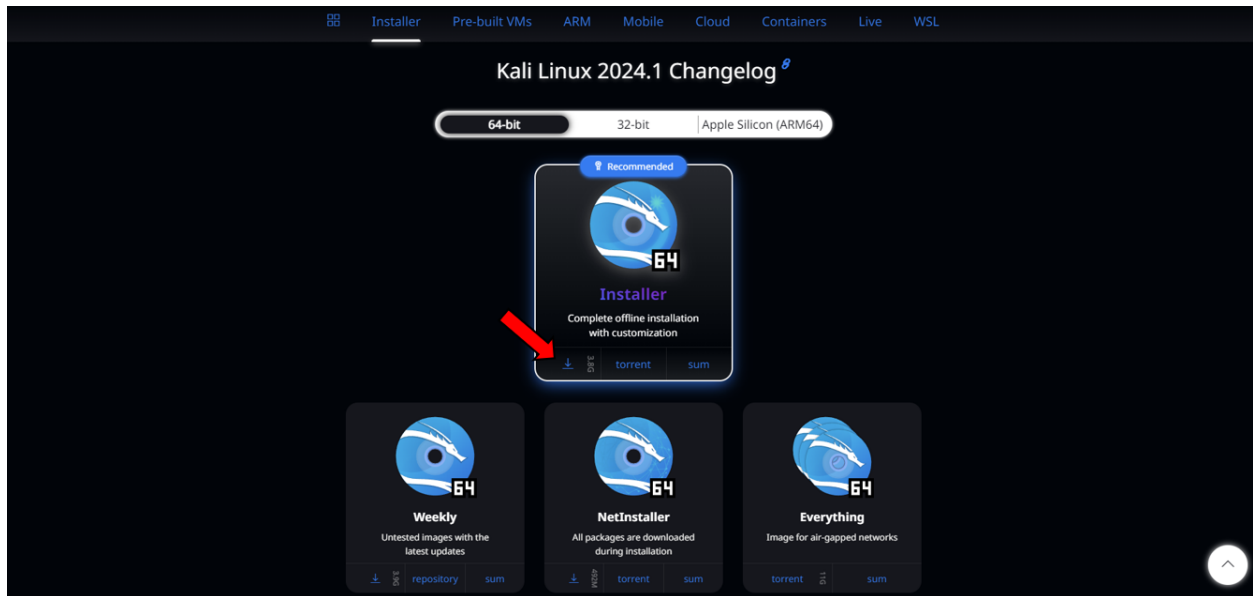 Installer Pre-built VMs ARM Mobile Cloud Containers Live WSL
Kali Linux 2024.1 Changelog
64-bit 32-bit Apple Silicon (ARM64)
Recommended
64
Installer
Complete offline installation
with customization
3.8G torrent sum
64
Weekly
Untested images with the
latest updates
3.9G repository sum
64
NetInstaller
All packages are downloaded
during installation
492M torrent sum
64
Everything
Image for air-gapped networks
torrent 11G sum